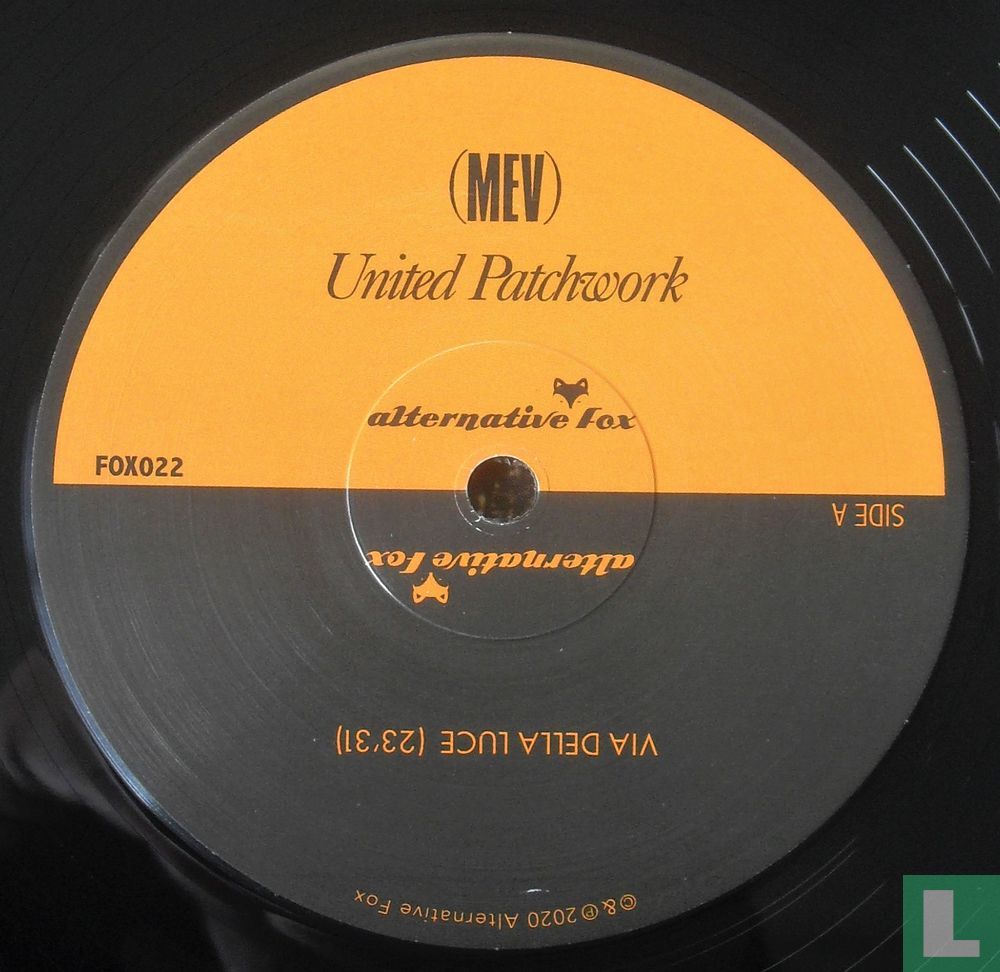 (MEV)
United Patchwork
alternative fox
FOX022
SIDE A
alternative fox
VIA DELLA LUCE (23'31)
©&℗2020 Alternative Fox
L